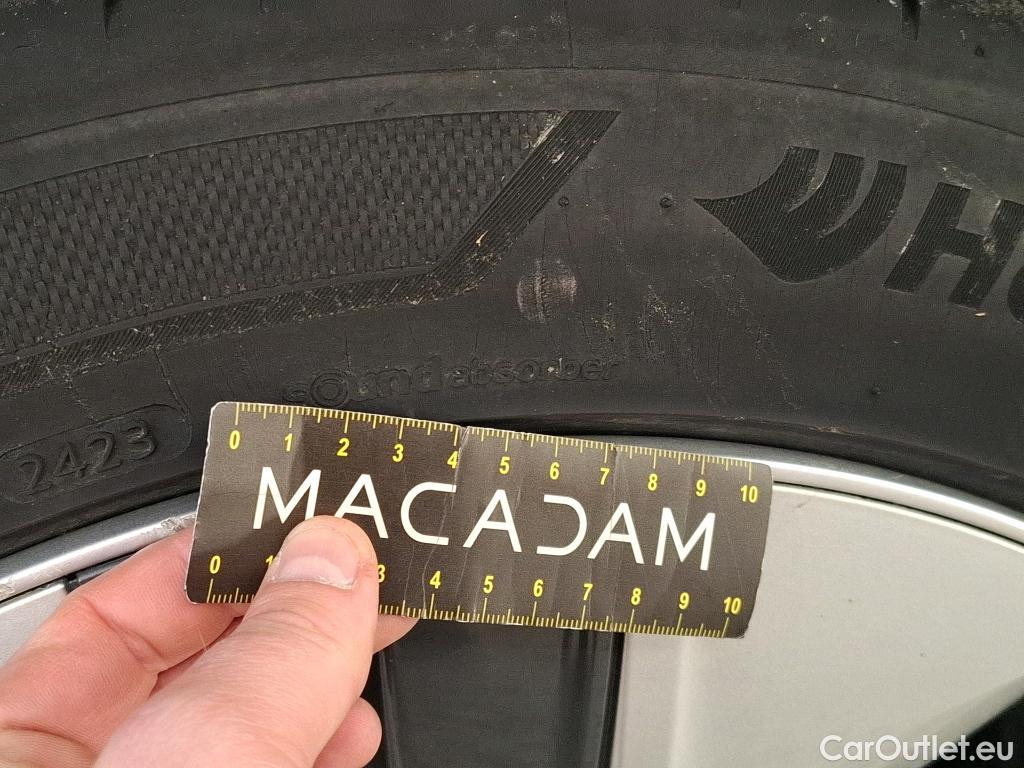 H
sound absorber
2423
0 1 2 3 4 5 6 7 8 9 10
MACADAM
0 1 3 4 5 6 7 8 9 10
CarOutlet.eu